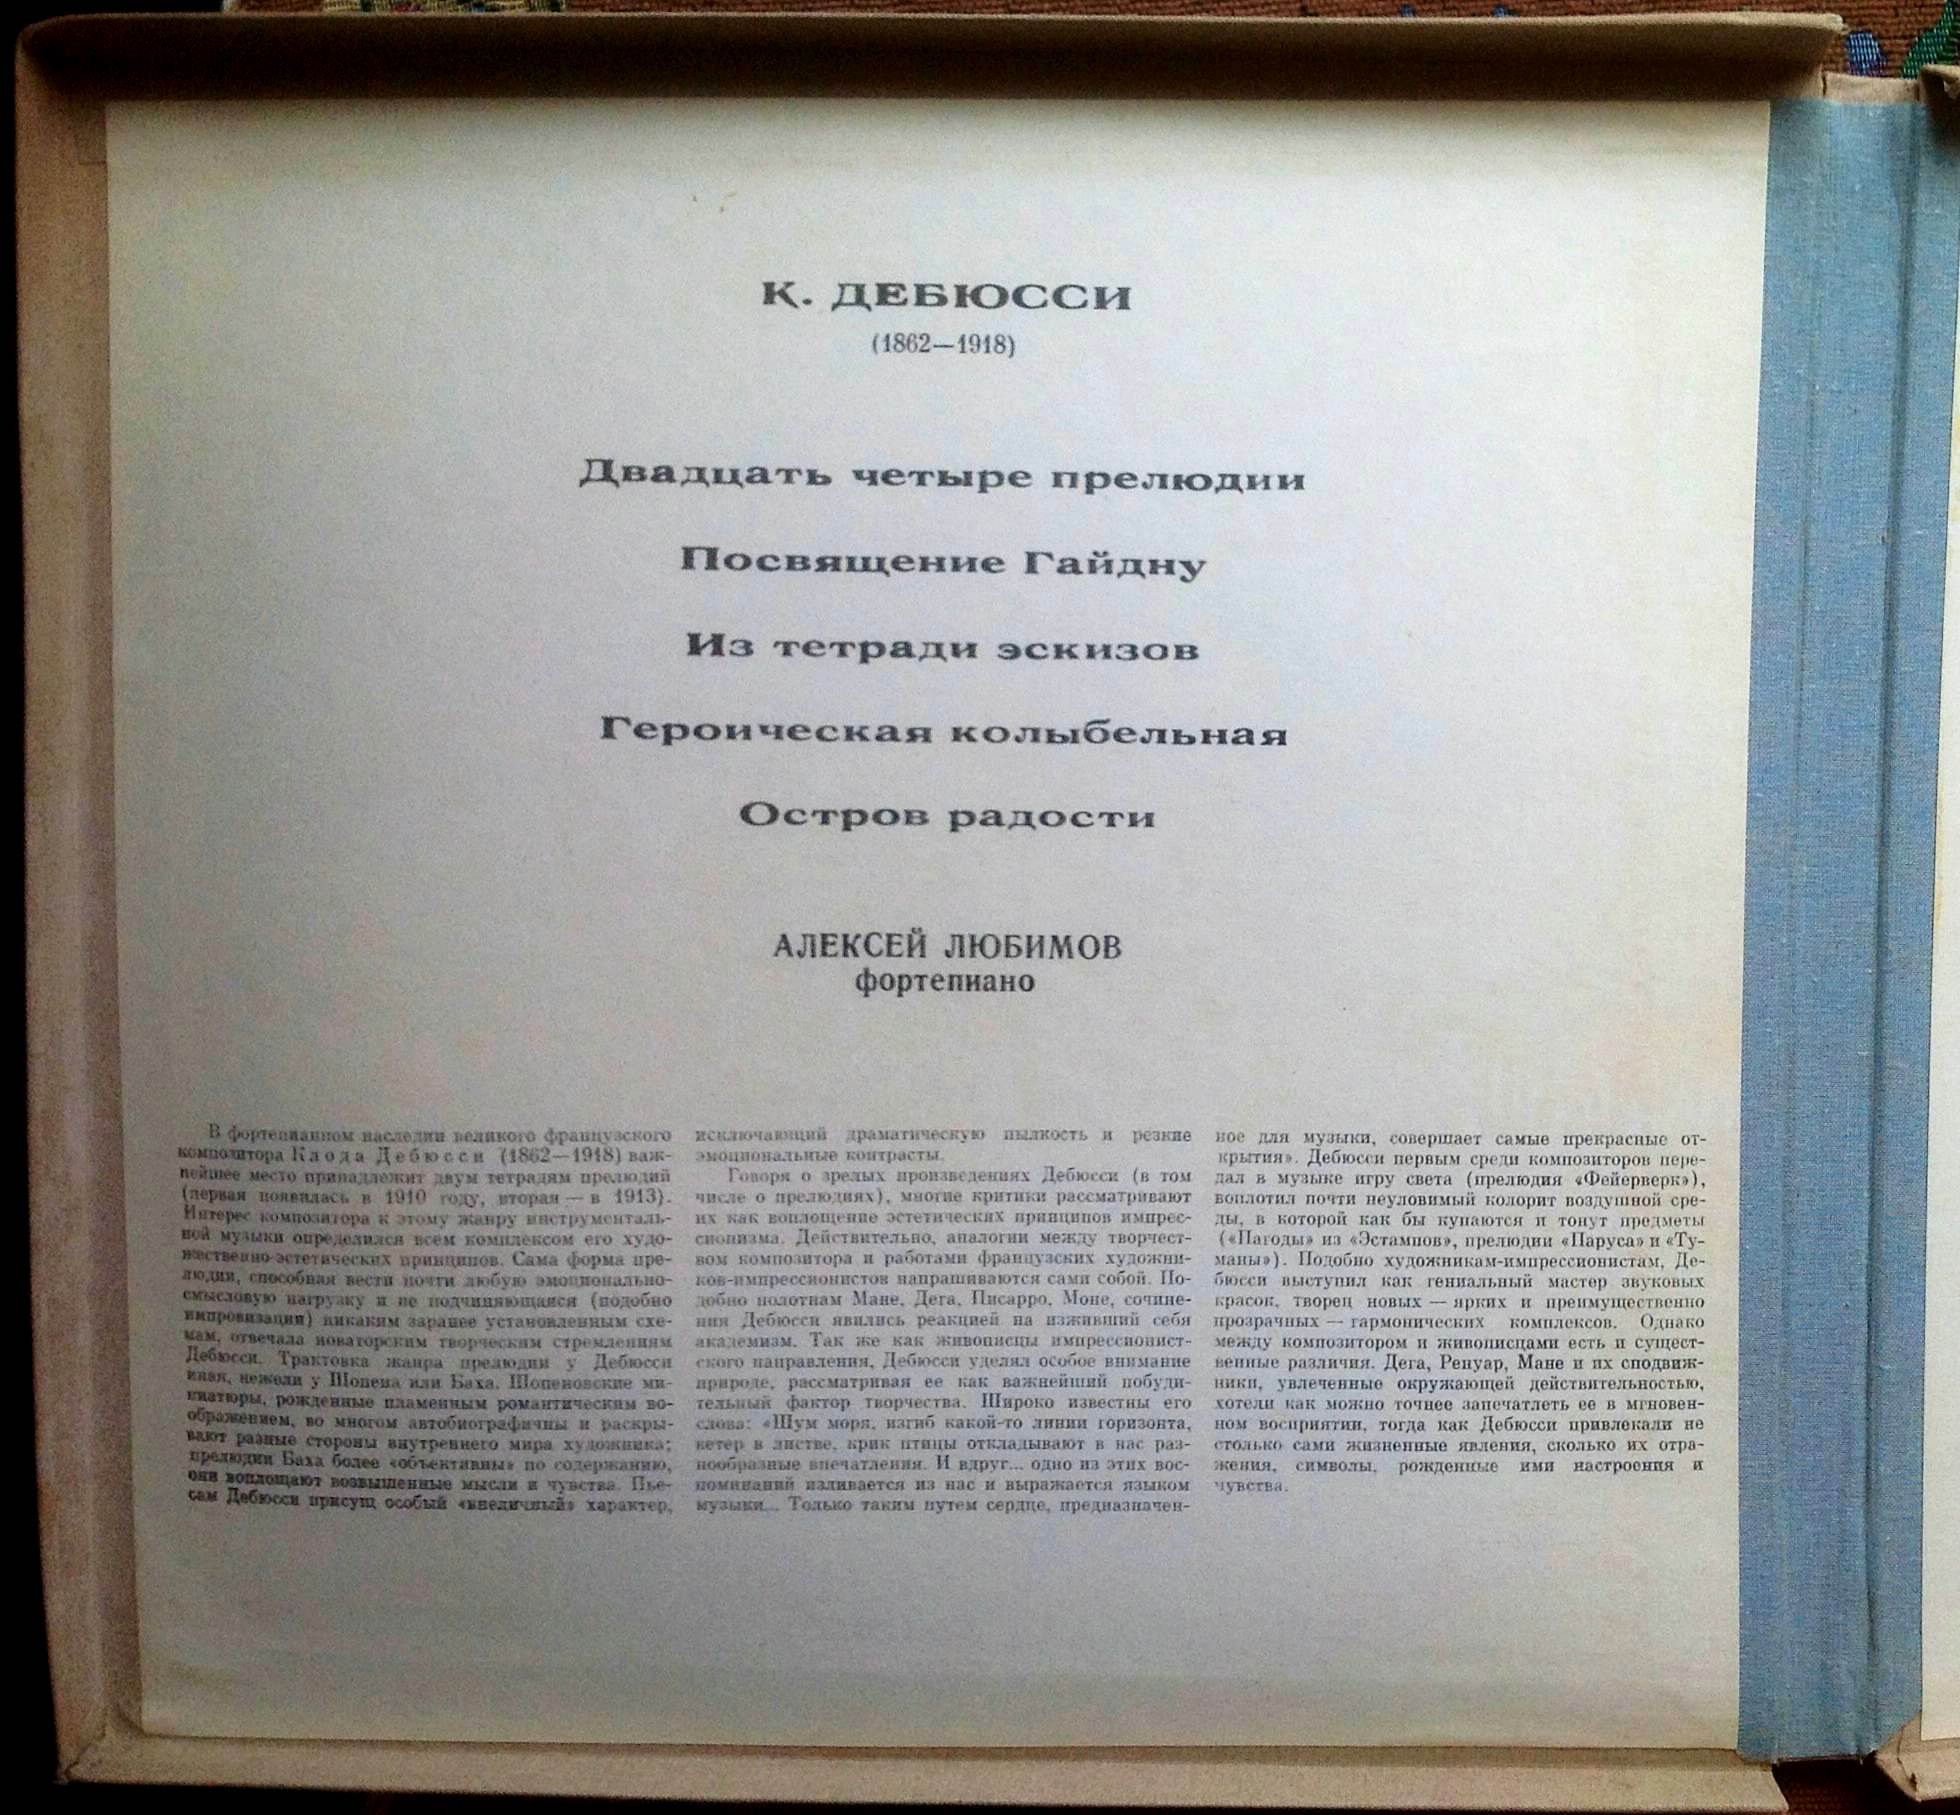 К. ДЕБЮССИ
(1862—1918)
Двадцать четыре прелюдии
Посвящение Гайдну
Из тетради эскизов
Героическая колыбельная
Остров радости
АЛЕКСЕЙ ЛЮБИМОВ
фортепиано
В фортепианном наследии великого французского
композитора Клода Дебюсси (1862—1918) важ-
нейшее место принадлежит двум тетрадям прелюдий
(первая появилась в 1910 году, вторая — в 1913).
Интерес композитора к этому жанру инструменталь-
ной музыки определился всем комплексом его худо-
жественно-эстетических принципов. Сама форма пре-
людии, способная вести почти любую эмоционально-
смысловую нагрузку и не подчиняющаяся (подобно
импровизации) никаким заранее установленным схе-
мам, отвечала новаторским творческим стремлениям
Дебюсси. Трактовка жанра прелюдии у Дебюсси
иная, нежели у Шопена или Баха. Шопеновские ми-
ниатюры, рожденные пламенным романтическим во-
ображением, во многом автобиографичны и раскры-
вают разные стороны внутреннего мира художника;
прелюдии Баха более «объективны» по содержанию,
они воплощают возвышенные мысли и чувства. Пье-
сам Дебюсси присущ особый «внеличный» характер,
исключающий драматическую пылкость и резкие
эмоциональные контрасты.
Говоря о зрелых произведениях Дебюсси (в том
числе о прелюдиях), многие критики рассматривают
их как воплощение эстетических принципов импрес-
сионизма. Действительно, аналогии между творчест-
вом композитора и работами французских художни-
ков-импрессионистов напрашиваются сами собой. По-
добно полотнам Мане, Дега, Писарро, Моне, сочине-
ния Дебюсси явились реакцией на изживший себя
академизм. Так же как живописцы импрессионист-
ского направления, Дебюсси уделял особое внимание
природе, рассматривая ее как важнейший побуди-
тельный фактор творчества. Широко известны его
слова: «Шум моря, изгиб какой-то линии горизонта,
ветер в листве, крик птицы откладывают в нас раз-
нообразные впечатления. И вдруг... одно из этих вос-
поминаний изливается из нас и выражается языком
музыки... Только таким путем сердце, предназначен-
ное для музыки, совершает самые прекрасные от-
крытия». Дебюсси первым среди композиторов пере-
дал в музыке игру света (прелюдия «Фейерверк»),
воплотил почти неуловимый колорит воздушной сре-
ды, в которой как бы купаются и тонут предметы
(«Пагоды» из «Эстампов», прелюдии «Паруса» и «Ту-
маны»). Подобно художникам-импрессионистам, Де-
бюсси выступил как гениальный мастер звуковых
красок, творец новых — ярких и преимущественно
прозрачных — гармонических комплексов. Однако
между композитором и живописцами есть и сущест-
венные различия. Дега, Ренуар, Мане и их сподвиж-
ники, увлеченные окружающей действительностью,
хотели как можно точнее запечатлеть ее в мгновен-
ном восприятии, тогда как Дебюсси привлекали не
столько сами жизненные явления, сколько их отра-
жения, символы, рожденные ими настроения и
чувства.